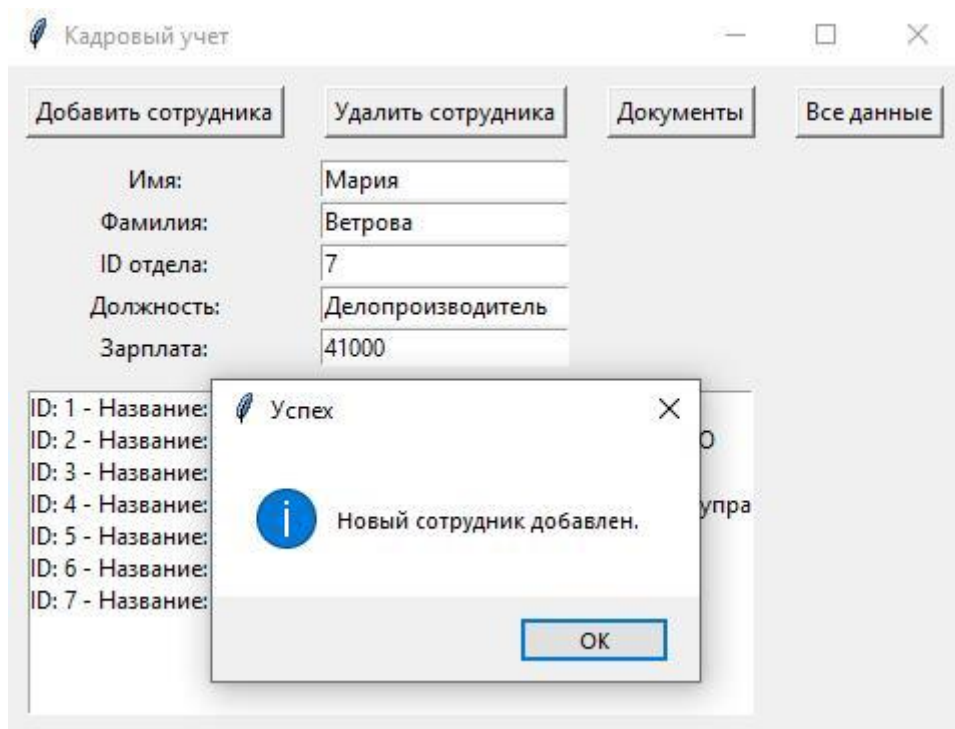 Кадровый учет
Добавить сотрудника Удалить сотрудника Документы Все данные
Имя: Мария
Фамилия: Ветрова
ID отдела: 7
Должность: Делопроизводитель
Зарплата: 41000
ID: 1 - Название:
ID: 2 - Название:
ID: 3 - Название:
ID: 4 - Название:
ID: 5 - Название:
ID: 6 - Название:
ID: 7 - Название:
Успех
Новый сотрудник добавлен.
OK